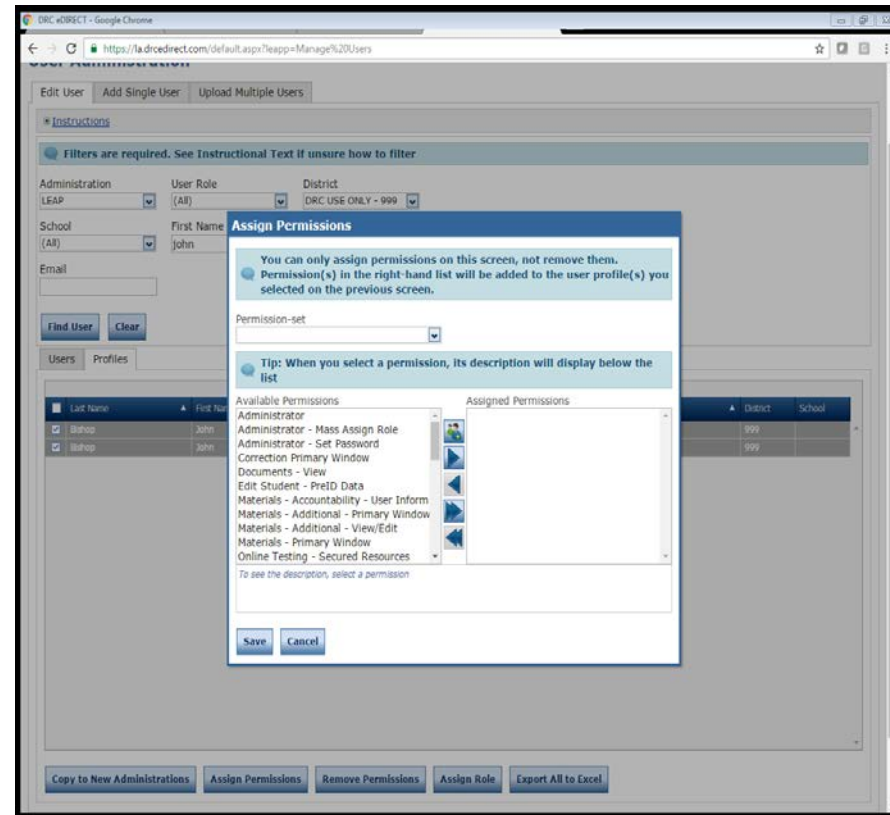 DRC eDIRECT - Google Chrome
https://la.drcedirect.com/default.aspx?leapp=Manage%20Users
User Administration
Edit User Add Single User Upload Multiple Users
Instructions
Filters are required. See Instructional Text if unsure how to filter
Administration User Role District
LEAP (All) DRC USE ONLY - 999
School First Name
(All) john
Email
Find User Clear
Users Profiles
Last Name First Nam District School
Bishop John 999
Bishop John 999
Assign Permissions
You can only assign permissions on this screen, not remove them.
Permission(s) in the right-hand list will be added to the user profile(s) you
selected on the previous screen.
Permission-set
Tip: When you select a permission, its description will display below the
list
Available Permissions Assigned Permissions
Administrator
Administrator - Mass Assign Role
Administrator - Set Password
Correction Primary Window
Documents - View
Edit Student - PreID Data
Materials - Accountability - User Inform
Materials - Additional - Primary Window
Materials - Additional - View/Edit
Materials - Primary Window
Online Testing - Secured Resources
To see the description, select a permission
Save Cancel
Copy to New Administrations Assign Permissions Remove Permissions Assign Role Export All to Excel